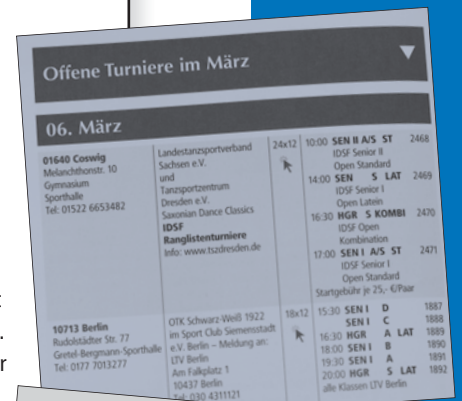 Offene Turniere im März
06. März
01640 Coswig
Melanchthonstr. 10
Gymnasium
Sporthalle
Tel: 01522 6653482
Landestanzsportverband
Sachsen e.V.
und
Tanzsportzentrum
Dresden e.V.
Saxonian Dance Classics
IDSF
Ranglistenturniere
Info: www.tszdresden.de
24x12
10:00 SEN II A/S ST 2468
IDSF Senior II
Open Standard
14:00 SEN S LAT 2469
IDSF Senior I
Open Latein
16:30 HGR S KOMBI 2470
IDSF Open
Kombination
17:00 SEN I A/S ST 2471
IDSF Senior I
Open Standard
Startgebühr je 25,- €/Paar
10713 Berlin
Rudolstädter Str. 77
Gretel-Bergmann-Sporthalle
Tel: 0177 7013277
OTK Schwarz-Weiß 1922
im Sport Club Siemensstadt
e.V. Berlin – Meldung an:
LTV Berlin
Am Falkplatz 1
10437 Berlin
Tel: 030 4311121
18x12
15:30 SEN I D 1887
SEN I C 1888
16:30 HGR A LAT 1889
18:00 SEN I B 1890
19:30 SEN I A 1891
20:00 HGR S LAT 1892
alle Klassen LTV Berlin